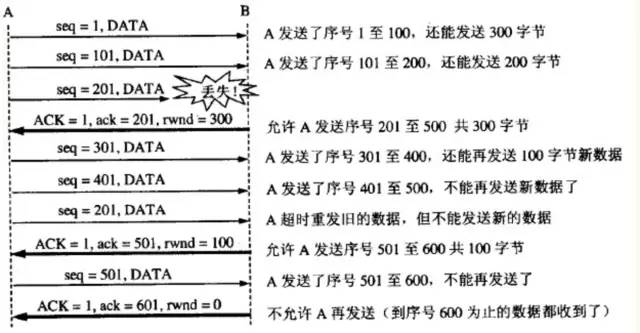 A B
seq = 1, DATA A 发送了序号 1 至 100，还能发送 300 字节
seq = 101, DATA A 发送了序号 101 至 200，还能发送 200 字节
seq = 201, DATA 丢失！
ACK = 1, ack = 201, rwnd = 300 允许 A 发送序号 201 至 500 共 300 字节
seq = 301, DATA A 发送了序号 301 至 400，还能再发送 100 字节新数据
seq = 401, DATA A 发送了序号 401 至 500，不能再发送新数据了
seq = 201, DATA A 超时重发旧的数据，但不能发送新的数据
ACK = 1, ack = 501, rwnd = 100 允许 A 发送序号 501 至 600 共 100 字节
seq = 501, DATA A 发送了序号 501 至 600，不能再发送了
ACK = 1, ack = 601, rwnd = 0 不允许 A 再发送（到序号 600 为止的数据都收到了）